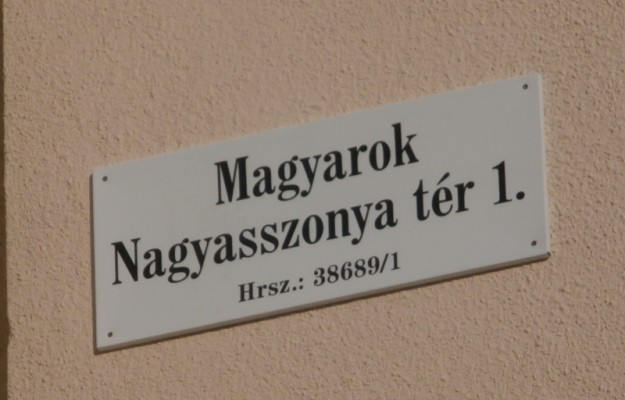 Magyarok
Nagyasszonya tér 1.
Hrsz.: 38689/1